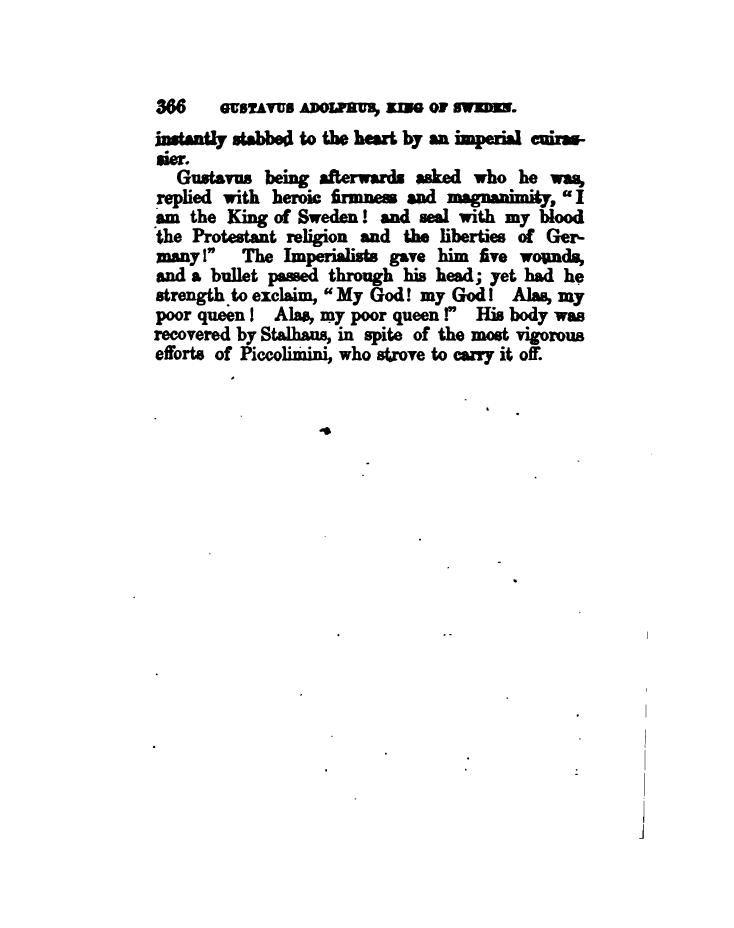 366 GUSTAVUS ADOLPHUS, KING OF SWEDEN.
instantly stabbed to the heart by an imperial cuiras-
sier.
Gustavus being afterwards asked who he was,
replied with heroic firmness and magnanimity, “I
am the King of Sweden! and seal with my blood
the Protestant religion and the liberties of Ger-
many!” The Imperialists gave him five wounds,
and a bullet passed through his head; yet had he
strength to exclaim, “My God! my God! Alas, my
poor queen! Alas, my poor queen!” His body was
recovered by Stalhaus, in spite of the most vigorous
efforts of Piccolimini, who strove to carry it off.